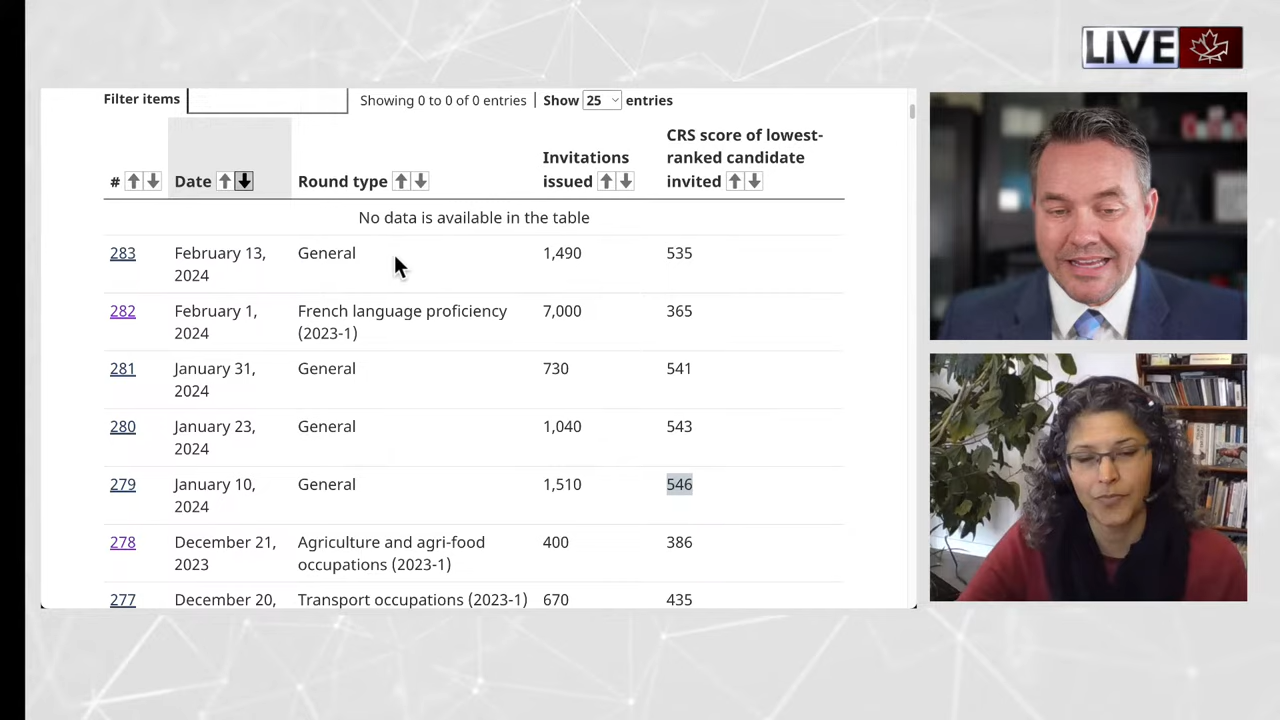 LIVE
Filter items Showing 0 to 0 of 0 entries | Show 25 entries
CRS score of lowest-
Invitations ranked candidate
# Date Round type issued invited
No data is available in the table
283 February 13, General 1,490 535
2024
282 February 1, French language proficiency 7,000 365
2024 (2023-1)
281 January 31, General 730 541
2024
280 January 23, General 1,040 543
2024
279 January 10, General 1,510 546
2024
278 December 21, Agriculture and agri-food 400 386
2023 occupations (2023-1)
277 December 20, Transport occupations (2023-1) 670 435